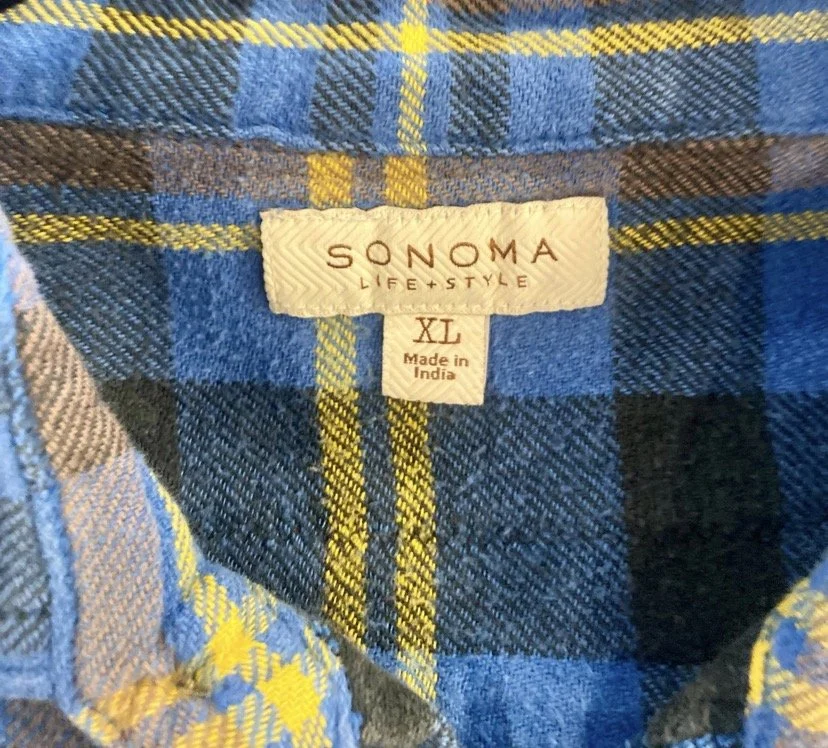 SONOMA
LIFE+STYLE
XL
Made in
India